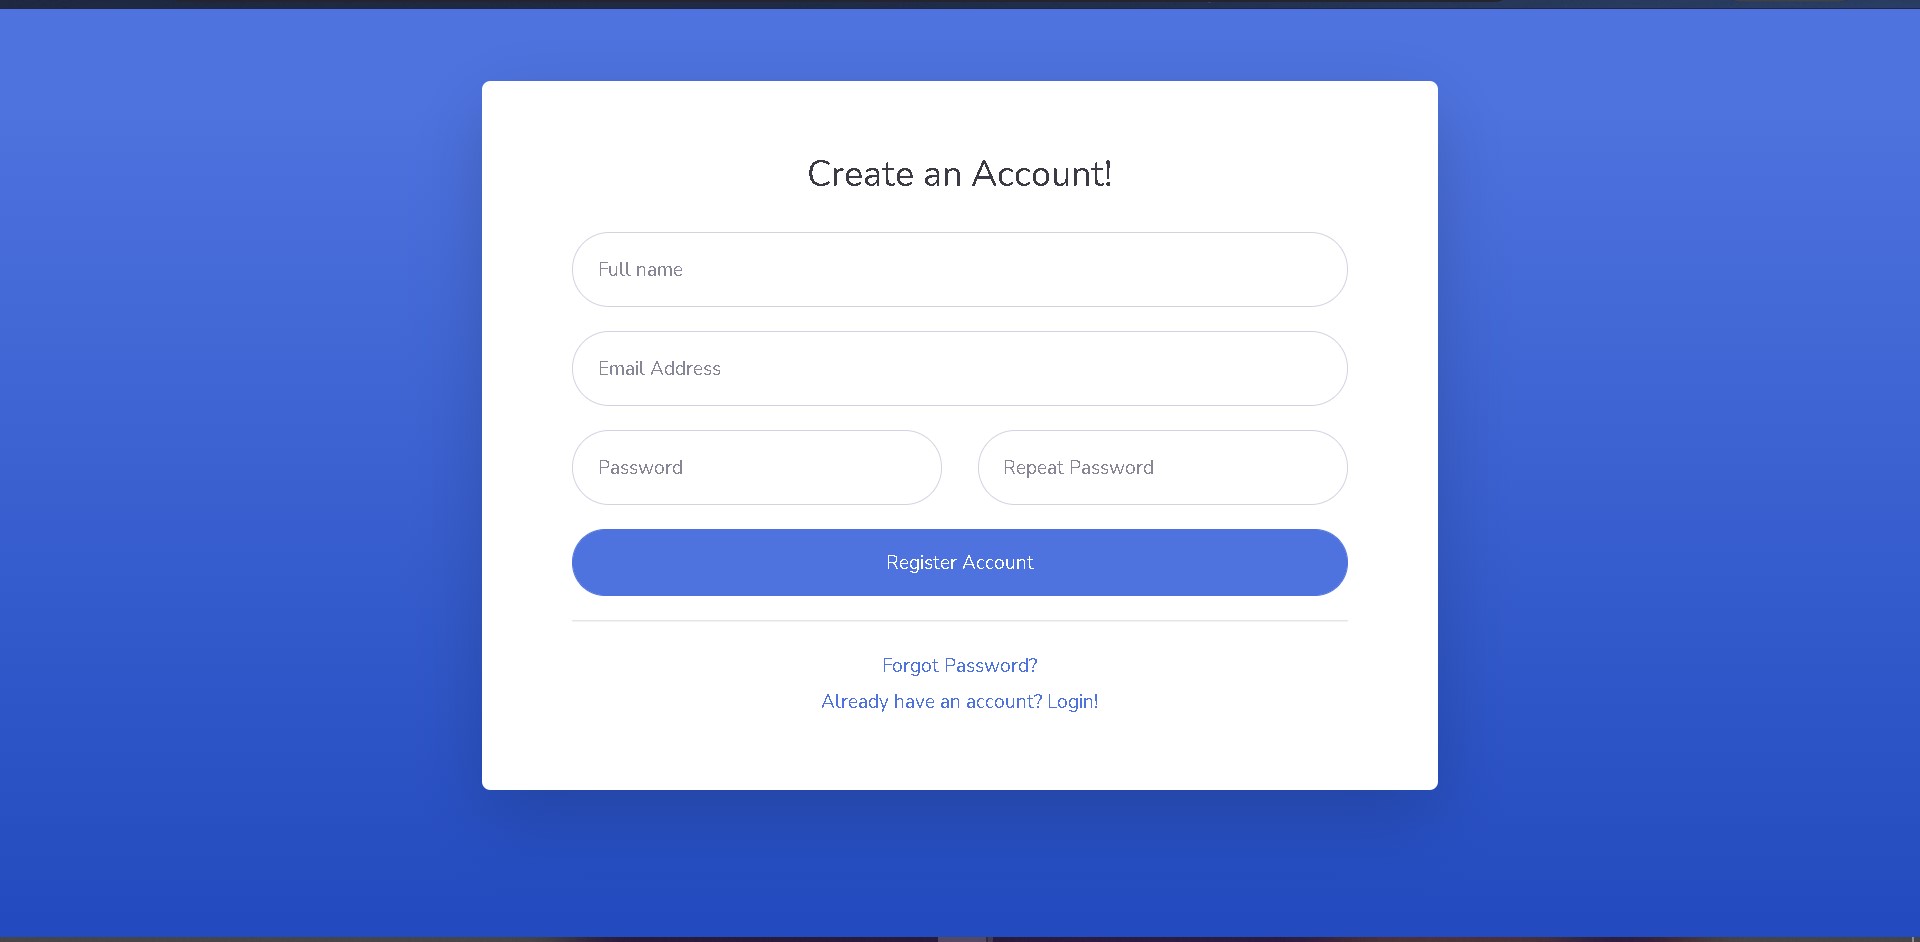 Create an Account!
Full name
Email Address
Password
Repeat Password
Register Account
Forgot Password?
Already have an account? Login!